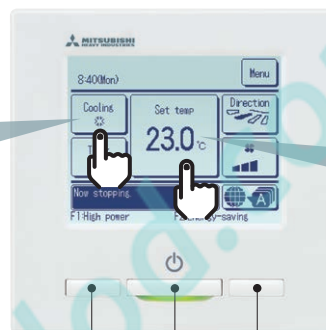 MITSUBISHI
HEAVY INDUSTRIES
8:40(Mon)
Menu
Cooling
Set temp
Direction
23.0 °C
Now stopping.
A
F1:High power